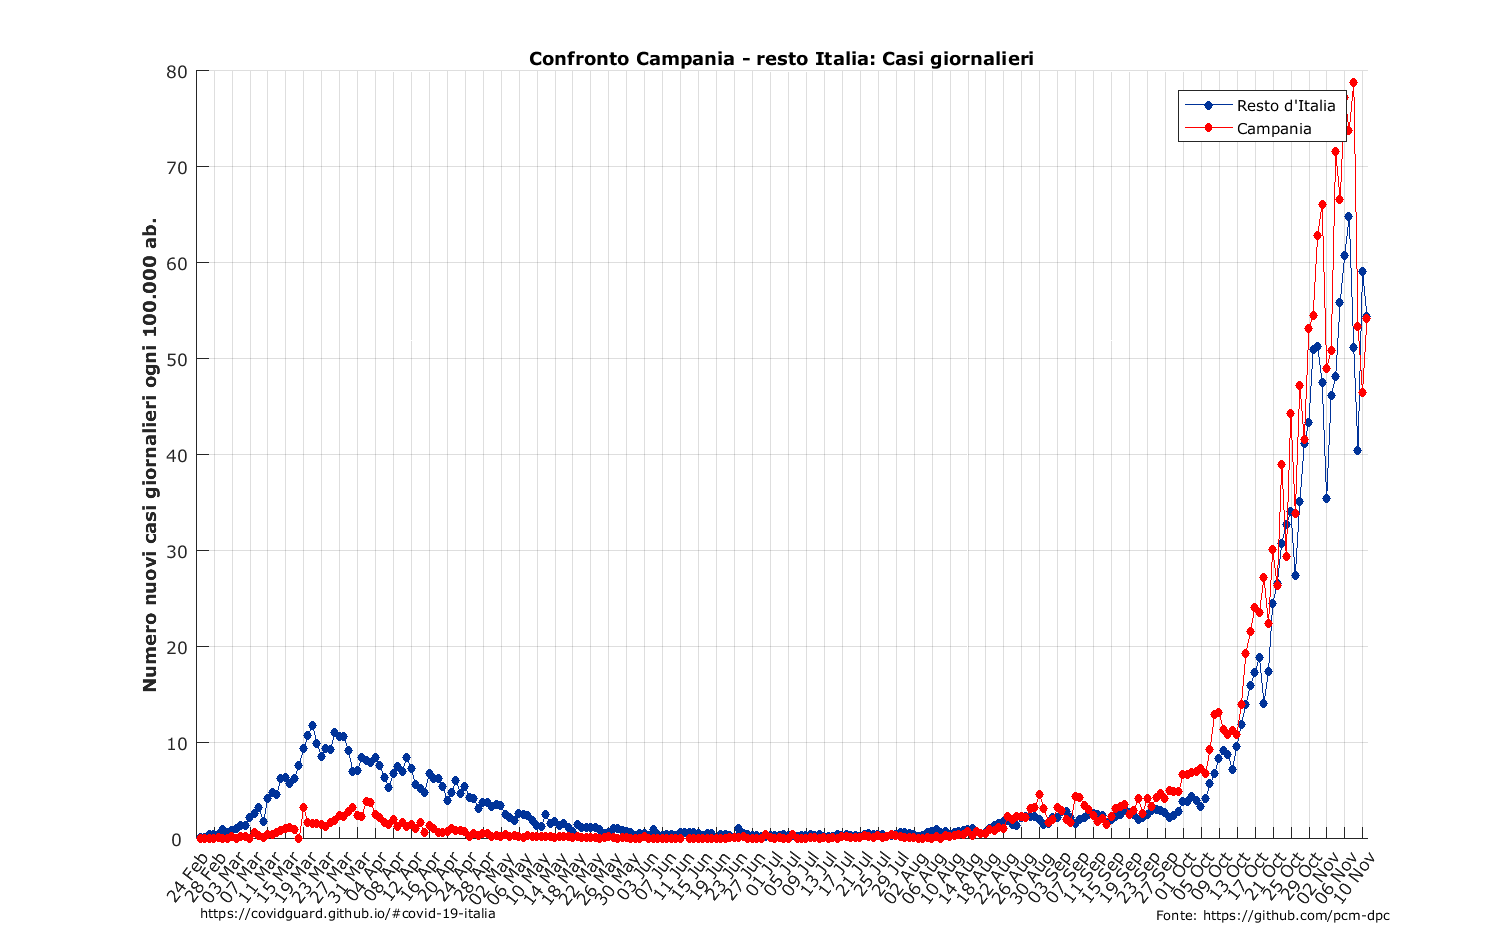 Confronto Campania - resto Italia: Casi giornalieri
Numero nuovi casi giornalieri ogni 100.000 ab.
80
70
60
50
40
30
20
10
0
Resto d'Italia
Campania
24 Feb
28 Feb
03 Mar
07 Mar
11 Mar
15 Mar
19 Mar
23 Mar
27 Mar
31 Mar
04 Apr
08 Apr
12 Apr
16 Apr
20 Apr
24 Apr
28 Apr
02 May
06 May
10 May
14 May
18 May
22 May
26 May
30 May
03 Jun
07 Jun
11 Jun
15 Jun
19 Jun
23 Jun
27 Jun
01 Jul
05 Jul
09 Jul
13 Jul
17 Jul
21 Jul
25 Jul
29 Jul
02 Aug
06 Aug
10 Aug
14 Aug
18 Aug
22 Aug
26 Aug
30 Aug
03 Sep
07 Sep
11 Sep
15 Sep
19 Sep
23 Sep
27 Sep
01 Oct
05 Oct
09 Oct
13 Oct
17 Oct
21 Oct
25 Oct
29 Oct
02 Nov
06 Nov
10 Nov
https://covidguard.github.io/#covid-19-italia
Fonte: https://github.com/pcm-dpc